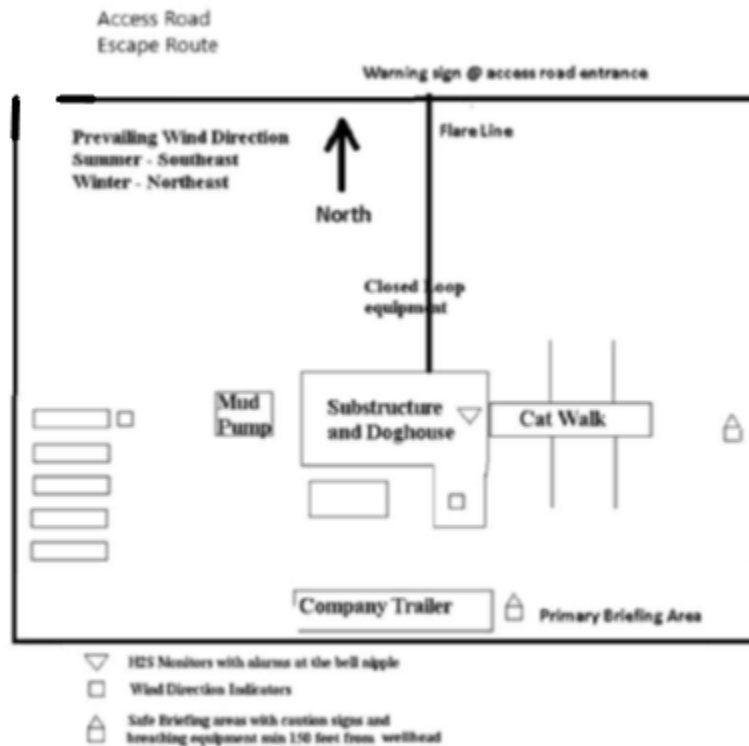 Access Road
Escape Route
Warning sign @ access road entrance
Prevailing Wind Direction
Summer - Southeast
Winter - Northeast
Flare Line
North
Closed Loop
equipment
Mud
Pump
Substructure
and Doghouse
Cat Walk
Company Trailer
Primary Briefing Area
H2S Monitors with alarms at the bell nipple
Wind Direction Indicators
Safe Briefing areas with caution signs and
breathing equipment min 150 feet from wellhead